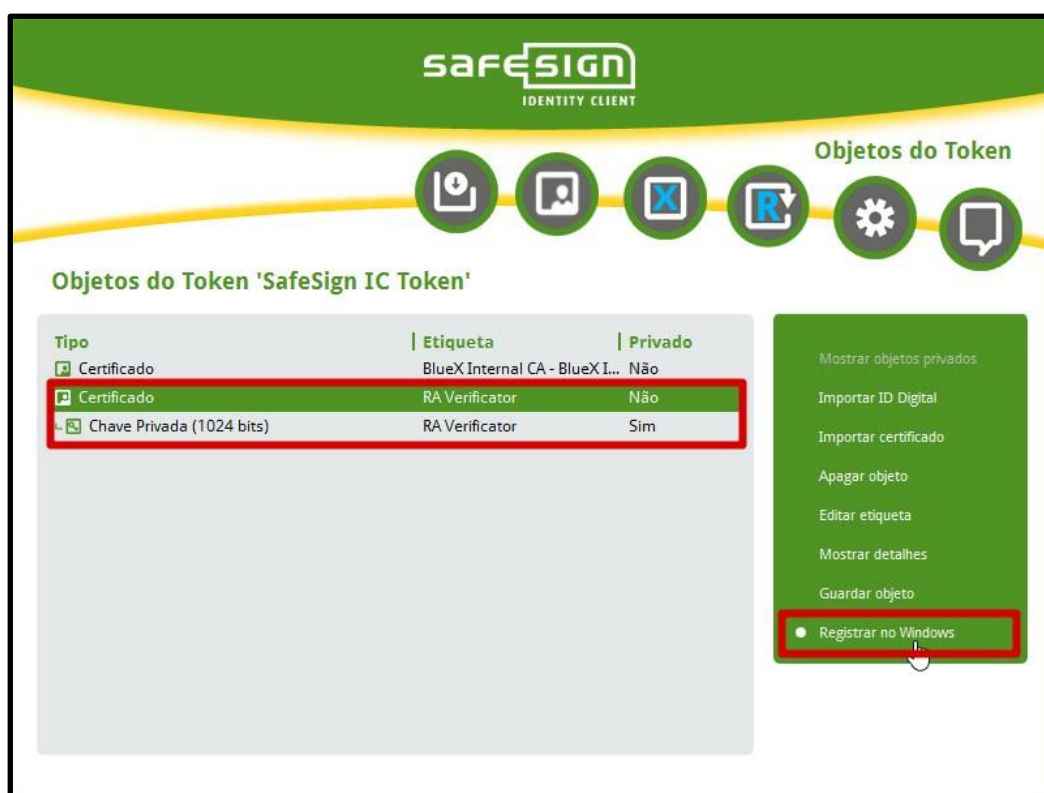 safesign
IDENTITY CLIENT
Objetos do Token
X
R
Objetos do Token 'SafeSign IC Token'
Tipo Etiqueta Privado
Certificado BlueX Internal CA - BlueX I... Não
Certificado RA Verificator Não
Chave Privada (1024 bits) RA Verificator Sim
Mostrar objetos privados
Importar ID Digital
Importar certificado
Apagar objeto
Editar etiqueta
Mostrar detalhes
Guardar objeto
Registrar no Windows